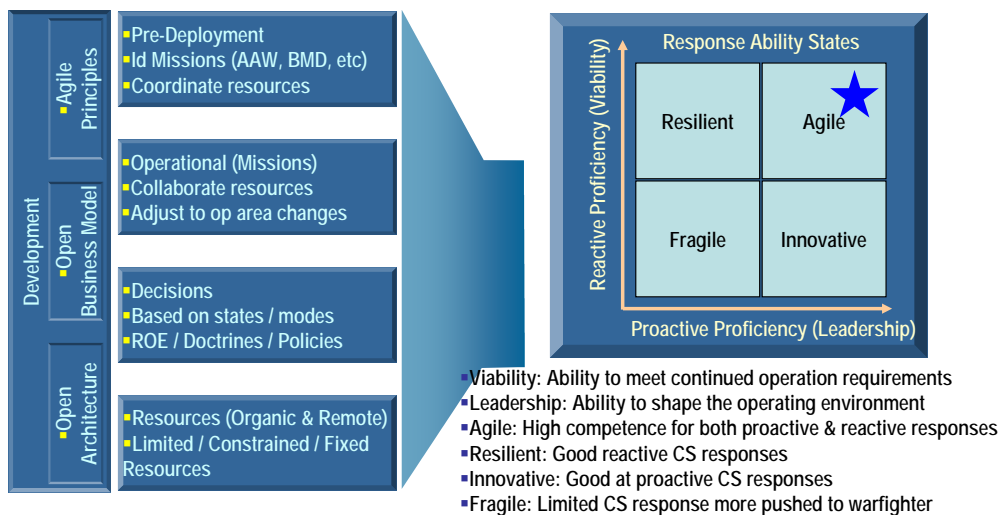 Development
▪Agile
Principles
▪Open
Business Model
▪Open
Architecture
▪Pre-Deployment
▪Id Missions (AAW, BMD, etc)
▪Coordinate resources
▪Operational (Missions)
▪Collaborate resources
▪Adjust to op area changes
▪Decisions
▪Based on states / modes
▪ROE / Doctrines / Policies
▪Resources (Organic & Remote)
▪Limited / Constrained / Fixed
Resources
Response Ability States
Reactive Proficiency (Viability)
Resilient
Agile
Fragile
Innovative
Proactive Proficiency (Leadership)
▪Viability: Ability to meet continued operation requirements
▪Leadership: Ability to shape the operating environment
▪Agile: High competence for both proactive & reactive responses
▪Resilient: Good reactive CS responses
▪Innovative: Good at proactive CS responses
▪Fragile: Limited CS response more pushed to warfighter